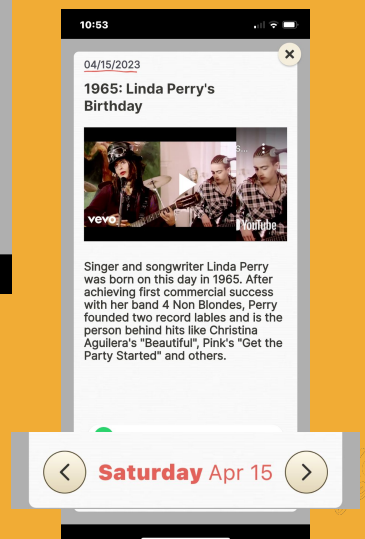 10:53
04/15/2023
1965: Linda Perry's
Birthday
s...
vevo
YouTube
Singer and songwriter Linda Perry
was born on this day in 1965. After
achieving first commercial success
with her band 4 Non Blondes, Perry
founded two record lables and is the
person behind hits like Christina
Aguilera's "Beautiful", Pink's "Get the
Party Started" and others.
Saturday Apr 15